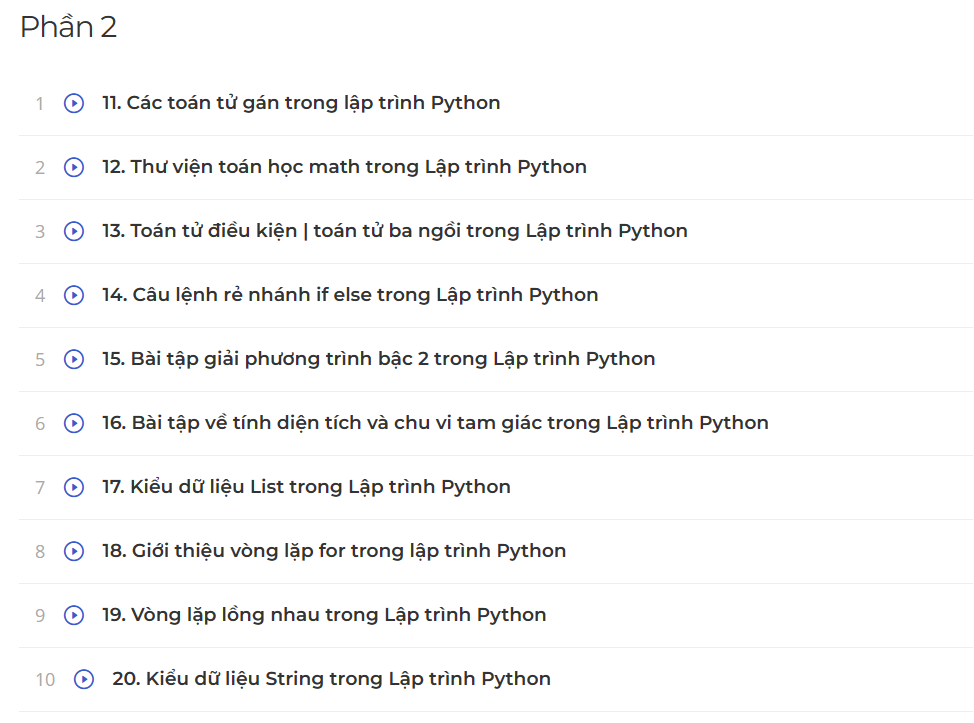 Phần 2
1 11. Các toán tử gán trong lập trình Python
2 12. Thư viện toán học math trong Lập trình Python
3 13. Toán tử điều kiện | toán tử ba ngồi trong Lập trình Python
4 14. Câu lệnh rẻ nhánh if else trong Lập trình Python
5 15. Bài tập giải phương trình bậc 2 trong Lập trình Python
6 16. Bài tập về tính diện tích và chu vi tam giác trong Lập trình Python
7 17. Kiểu dữ liệu List trong Lập trình Python
8 18. Giới thiệu vòng lặp for trong lập trình Python
9 19. Vòng lặp lồng nhau trong Lập trình Python
10 20. Kiểu dữ liệu String trong Lập trình Python